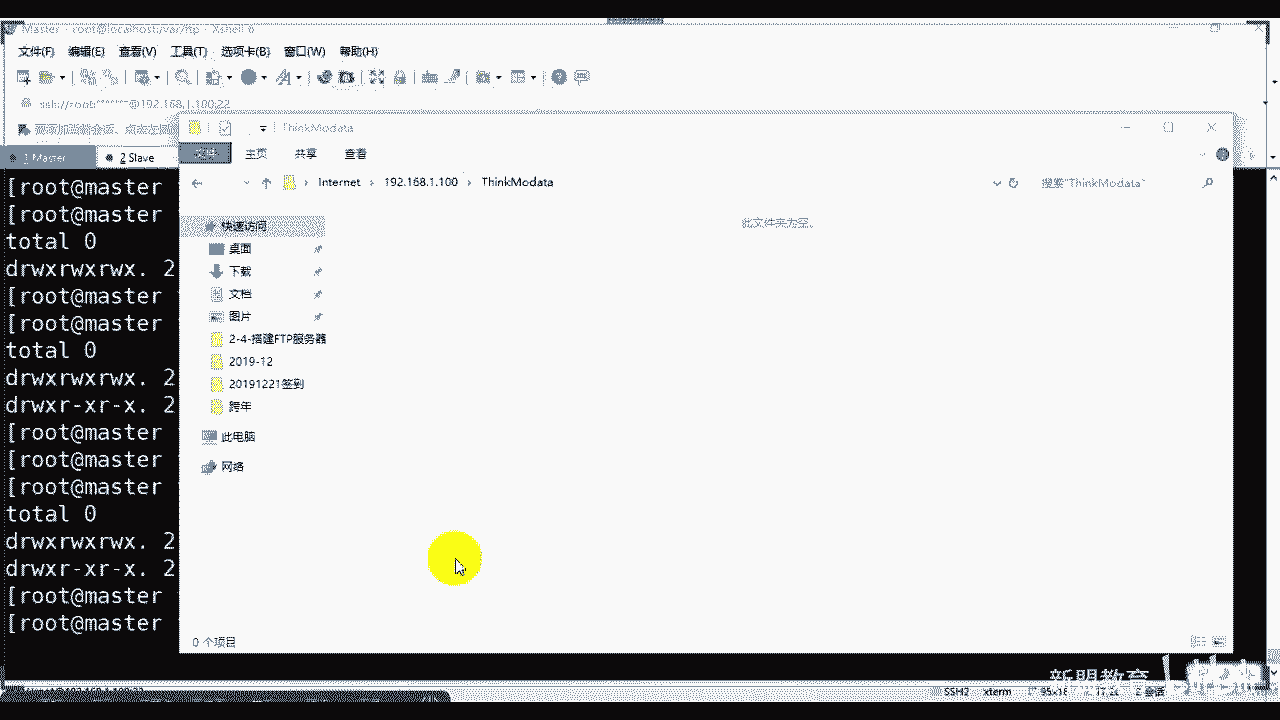 Master - root@localhost:/var/ftp - Xshell 6
文件(F) 编辑(E) 查看(V) 工具(T) 选项卡(B) 窗口(W) 帮助(H)
@192.168.1.100:22
1 Master 2 Slave
ThinkModata
文件 主页 共享 查看
Internet 192.168.1.100 ThinkModata
搜索"ThinkModata"
此文件夹为空。
快速访问
桌面
下载
文档
图片
2-4-搭建FTP服务器
2019-12
20191221签到
跨年
此电脑
网络
0 个项目
[root@master
[root@master
total 0
drwxrwxrwx. 2
[root@master
[root@master
total 0
drwxrwxrwx. 2
drwxr-xr-x. 2
[root@master
[root@master
[root@master
total 0
drwxrwxrwx. 2
drwxr-xr-x. 2
[root@master
[root@master
新盟教育
SSH2 xterm